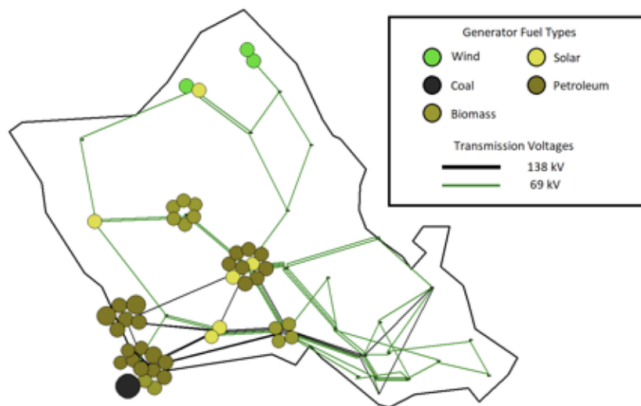 Generator Fuel Types
Wind
Solar
Coal
Petroleum
Biomass
Transmission Voltages
138 kV
69 kV